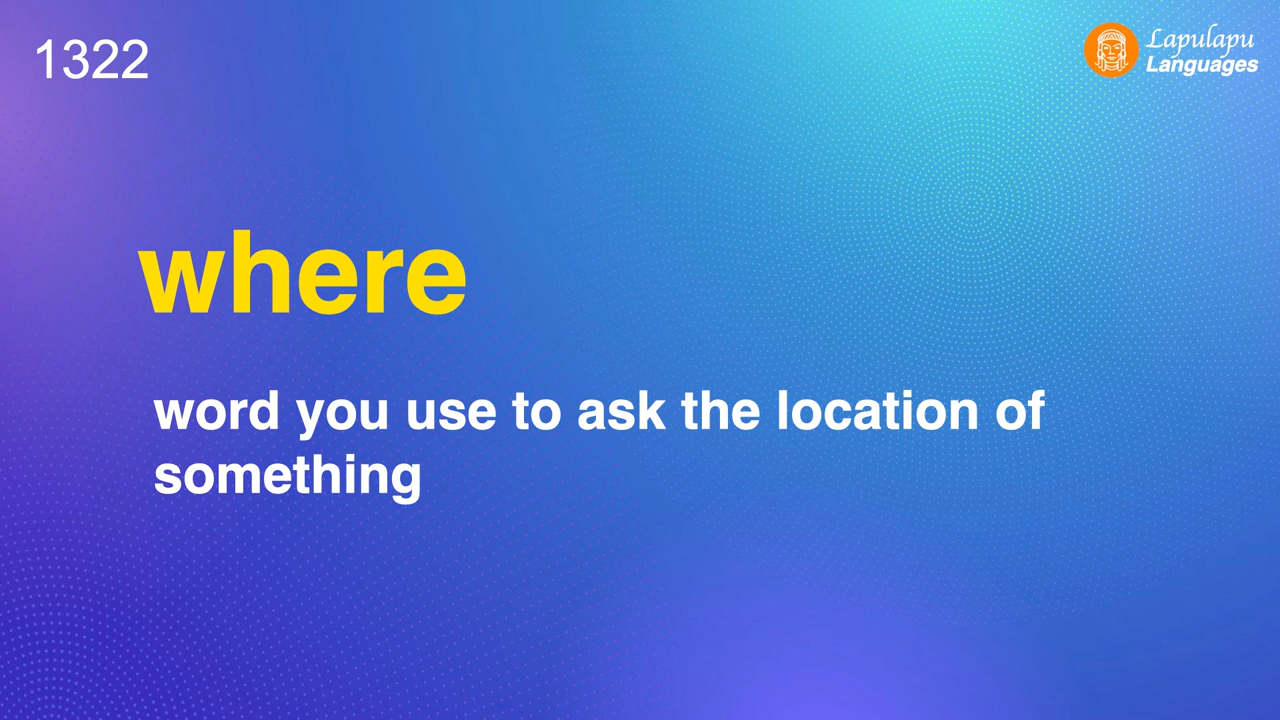 1322
Lapulapu
Languages
where
word you use to ask the location of
something